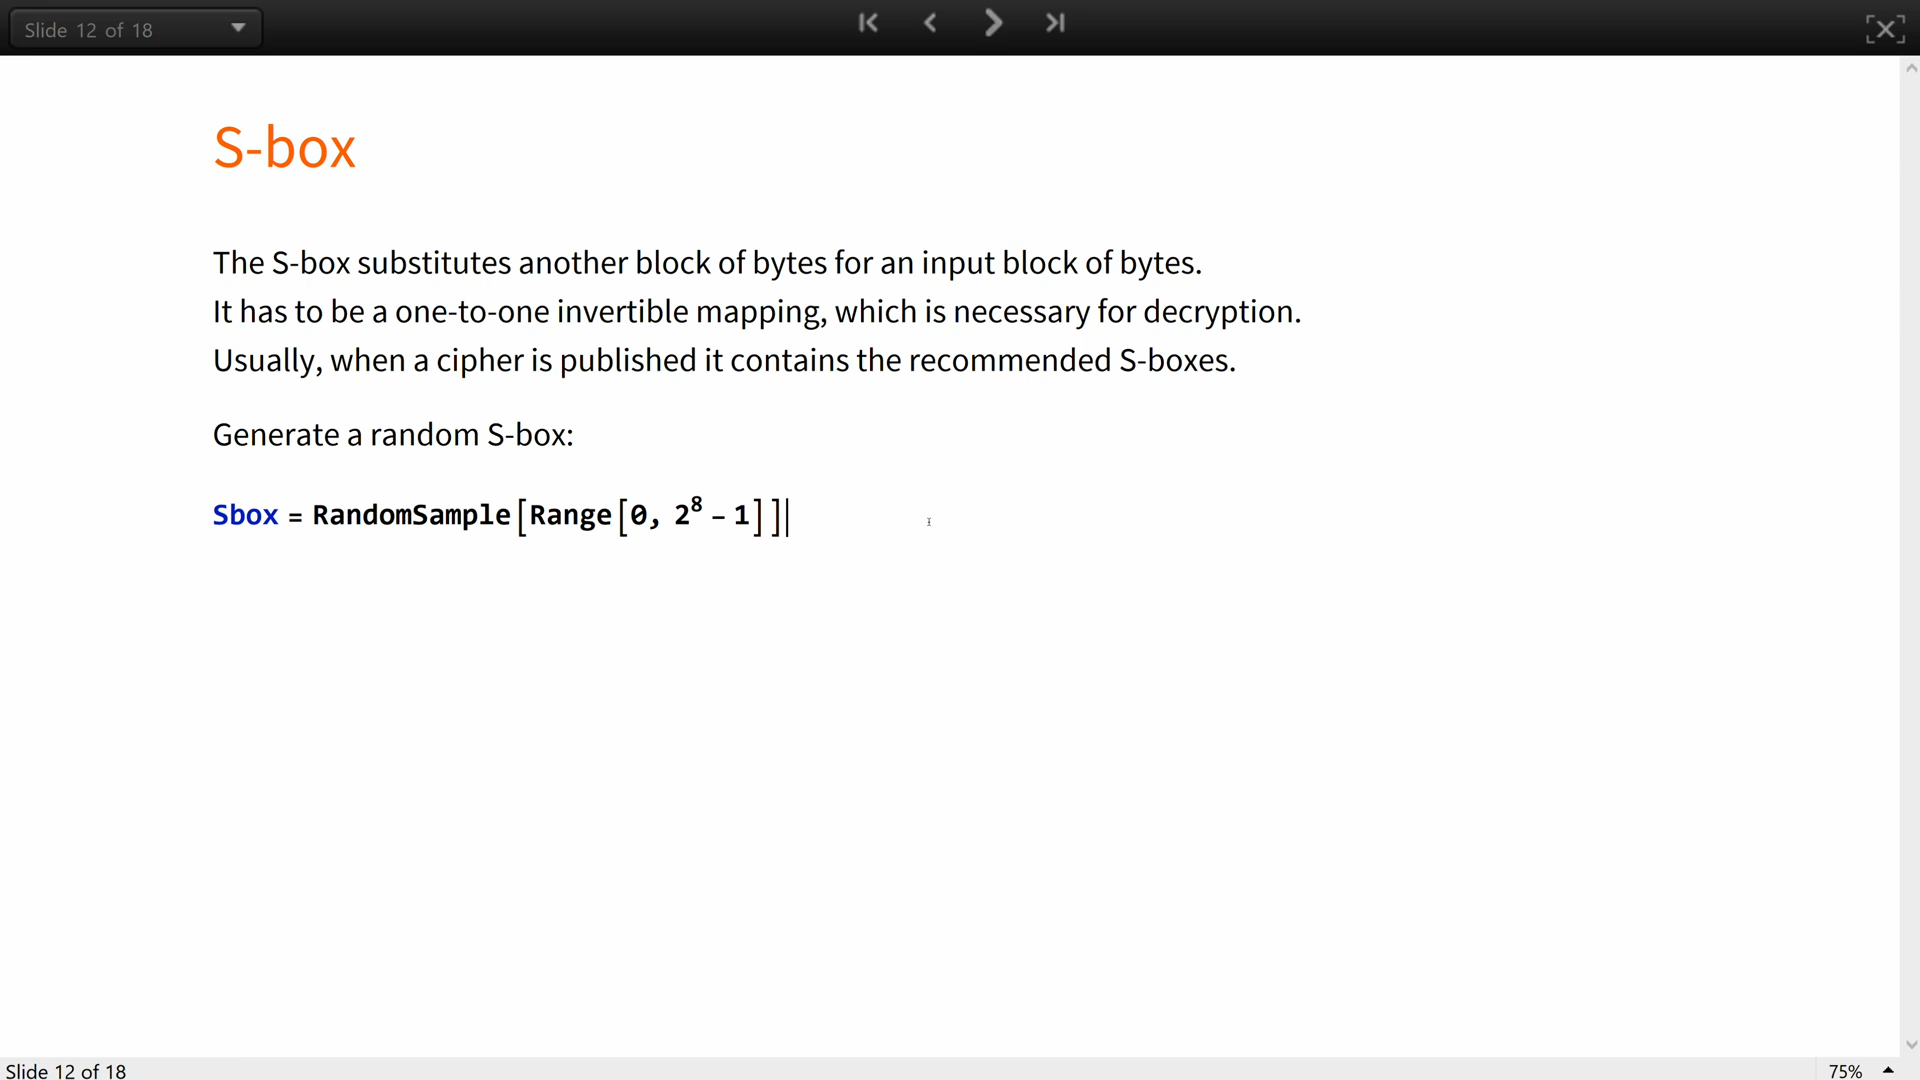 Slide 12 of 18
S-box
The S-box substitutes another block of bytes for an input block of bytes.
It has to be a one-to-one invertible mapping, which is necessary for decryption.
Usually, when a cipher is published it contains the recommended S-boxes.
Generate a random S-box:
Sbox = RandomSample[Range[0, 2⁸ – 1]]
Slide 12 of 18
75%